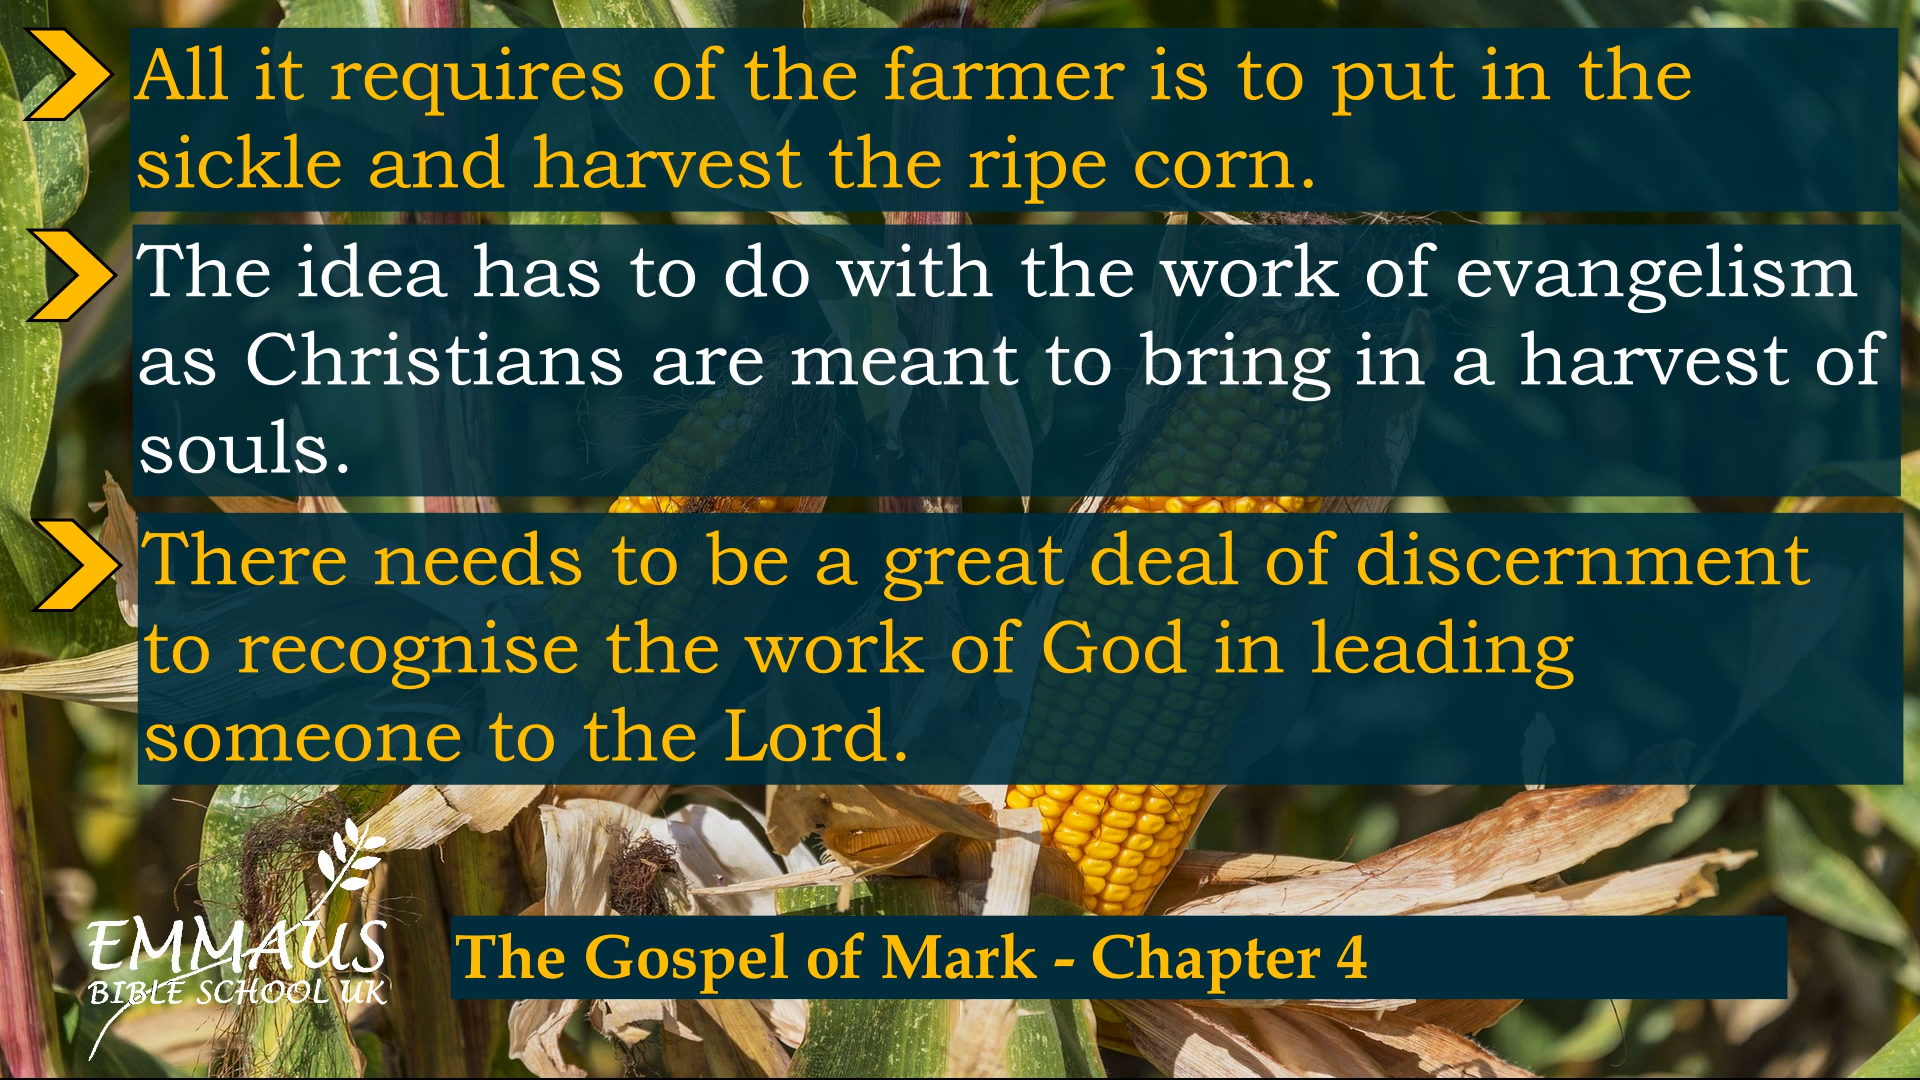 All it requires of the farmer is to put in the
sickle and harvest the ripe corn.
The idea has to do with the work of evangelism
as Christians are meant to bring in a harvest of
souls.
There needs to be a great deal of discernment
to recognise the work of God in leading
someone to the Lord.
EMMAUS
BIBLE SCHOOL UK
The Gospel of Mark - Chapter 4